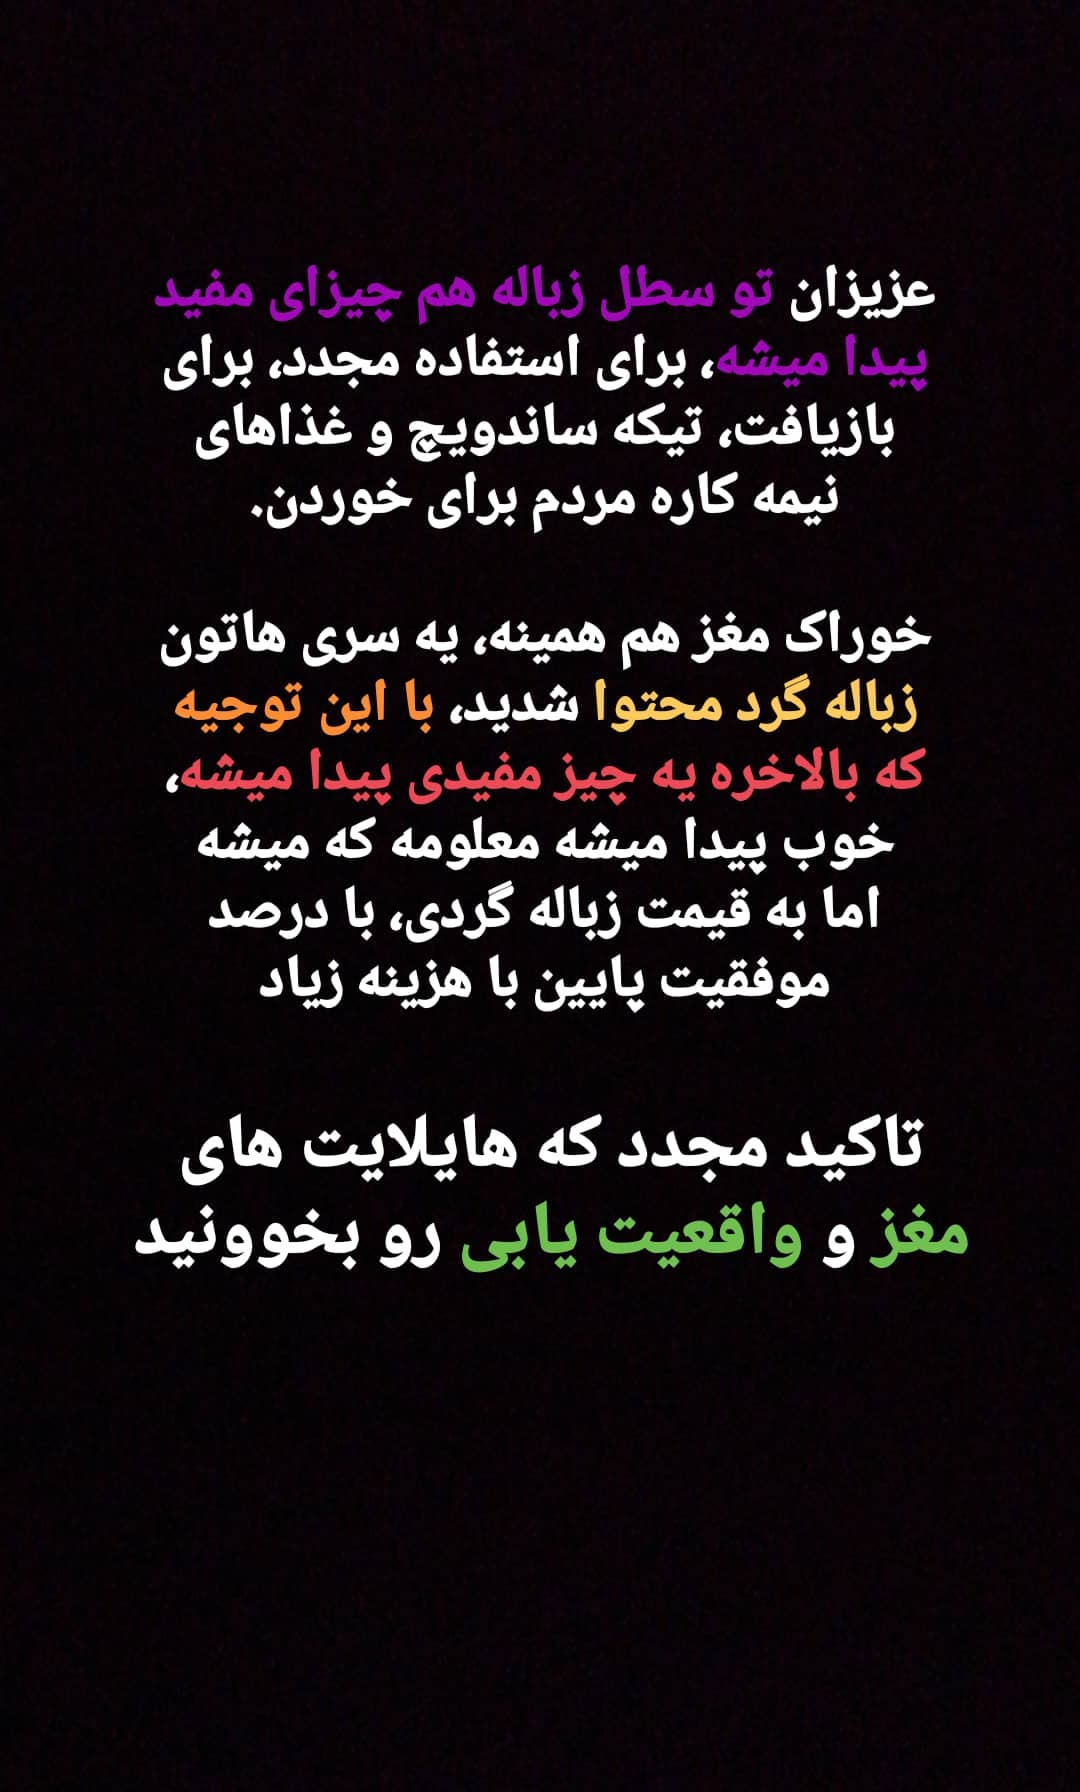 عزیزان تو سطل زباله هم چیزای مفید
پیدا میشه، برای استفاده مجدد، برای
بازیافت، تیکه ساندویچ و غذاهای
نیمه کاره مردم برای خوردن.
خوراک مغز هم همینه، یه سری هاتون
زباله گرد محتوا شدید، با این توجیه
که بالاخره یه چیز مفیدی پیدا میشه،
خوب پیدا میشه معلومه که میشه
اما به قیمت زباله گردی، با درصد
موفقیت پایین با هزینه زیاد
تاکید مجدد که هایلایت های
مغز و واقعیت یابی رو بخوونید